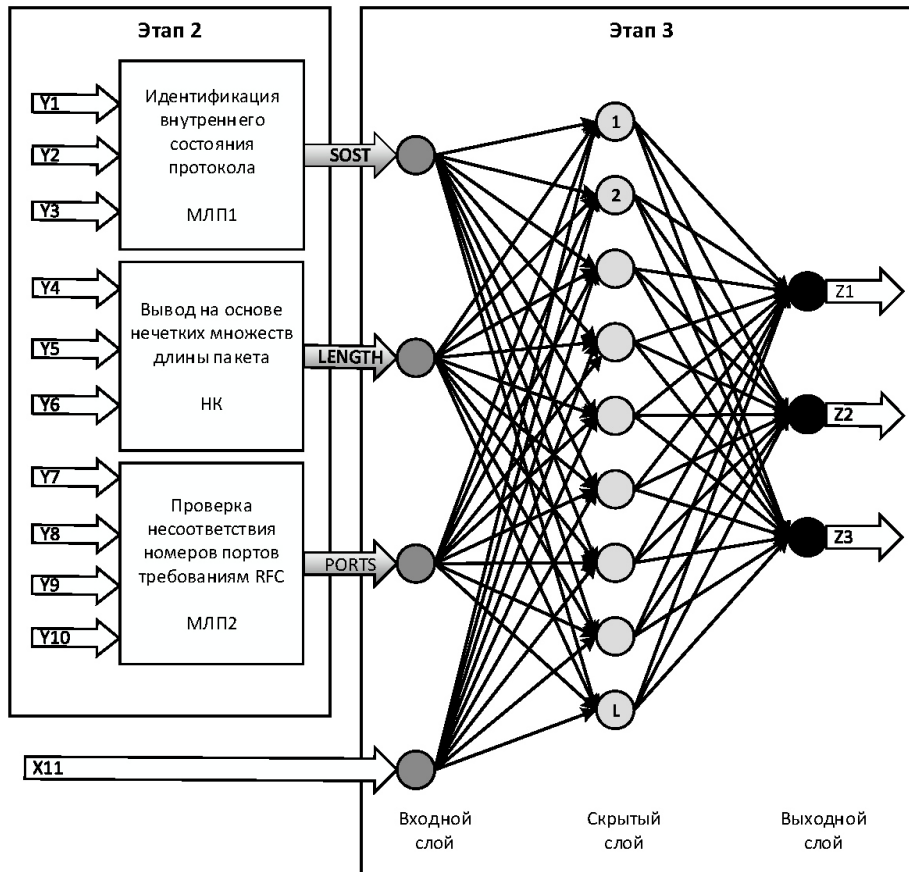 Этап 2
Y1
Y2
Y3
Идентификация
внутреннего
состояния
протокола
МЛП1
SOST
Y4
Y5
Y6
Вывод на основе
нечетких множеств
длины пакета
НК
LENGTH
Y7
Y8
Y9
Y10
Проверка
несоответствия
номеров портов
требованиям RFC
МЛП2
PORTS
X11
Этап 3
1
2
L
Z1
Z2
Z3
Входной
слой
Скрытый
слой
Выходной
слой